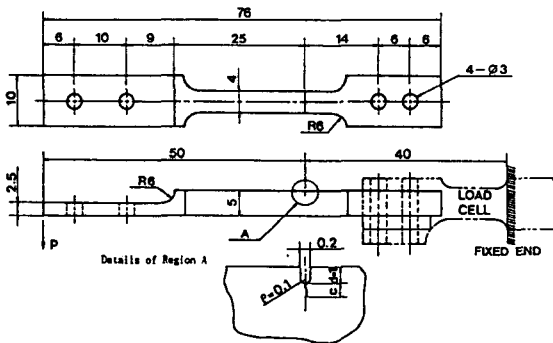 76
6 10 9 25 14 6 6
4
4-Ø3
10
R6
50 40
R6
2.5
5
LOAD
CELL
A
P
FIXED END
0.2
Details of Region A
ρ=0.1
c